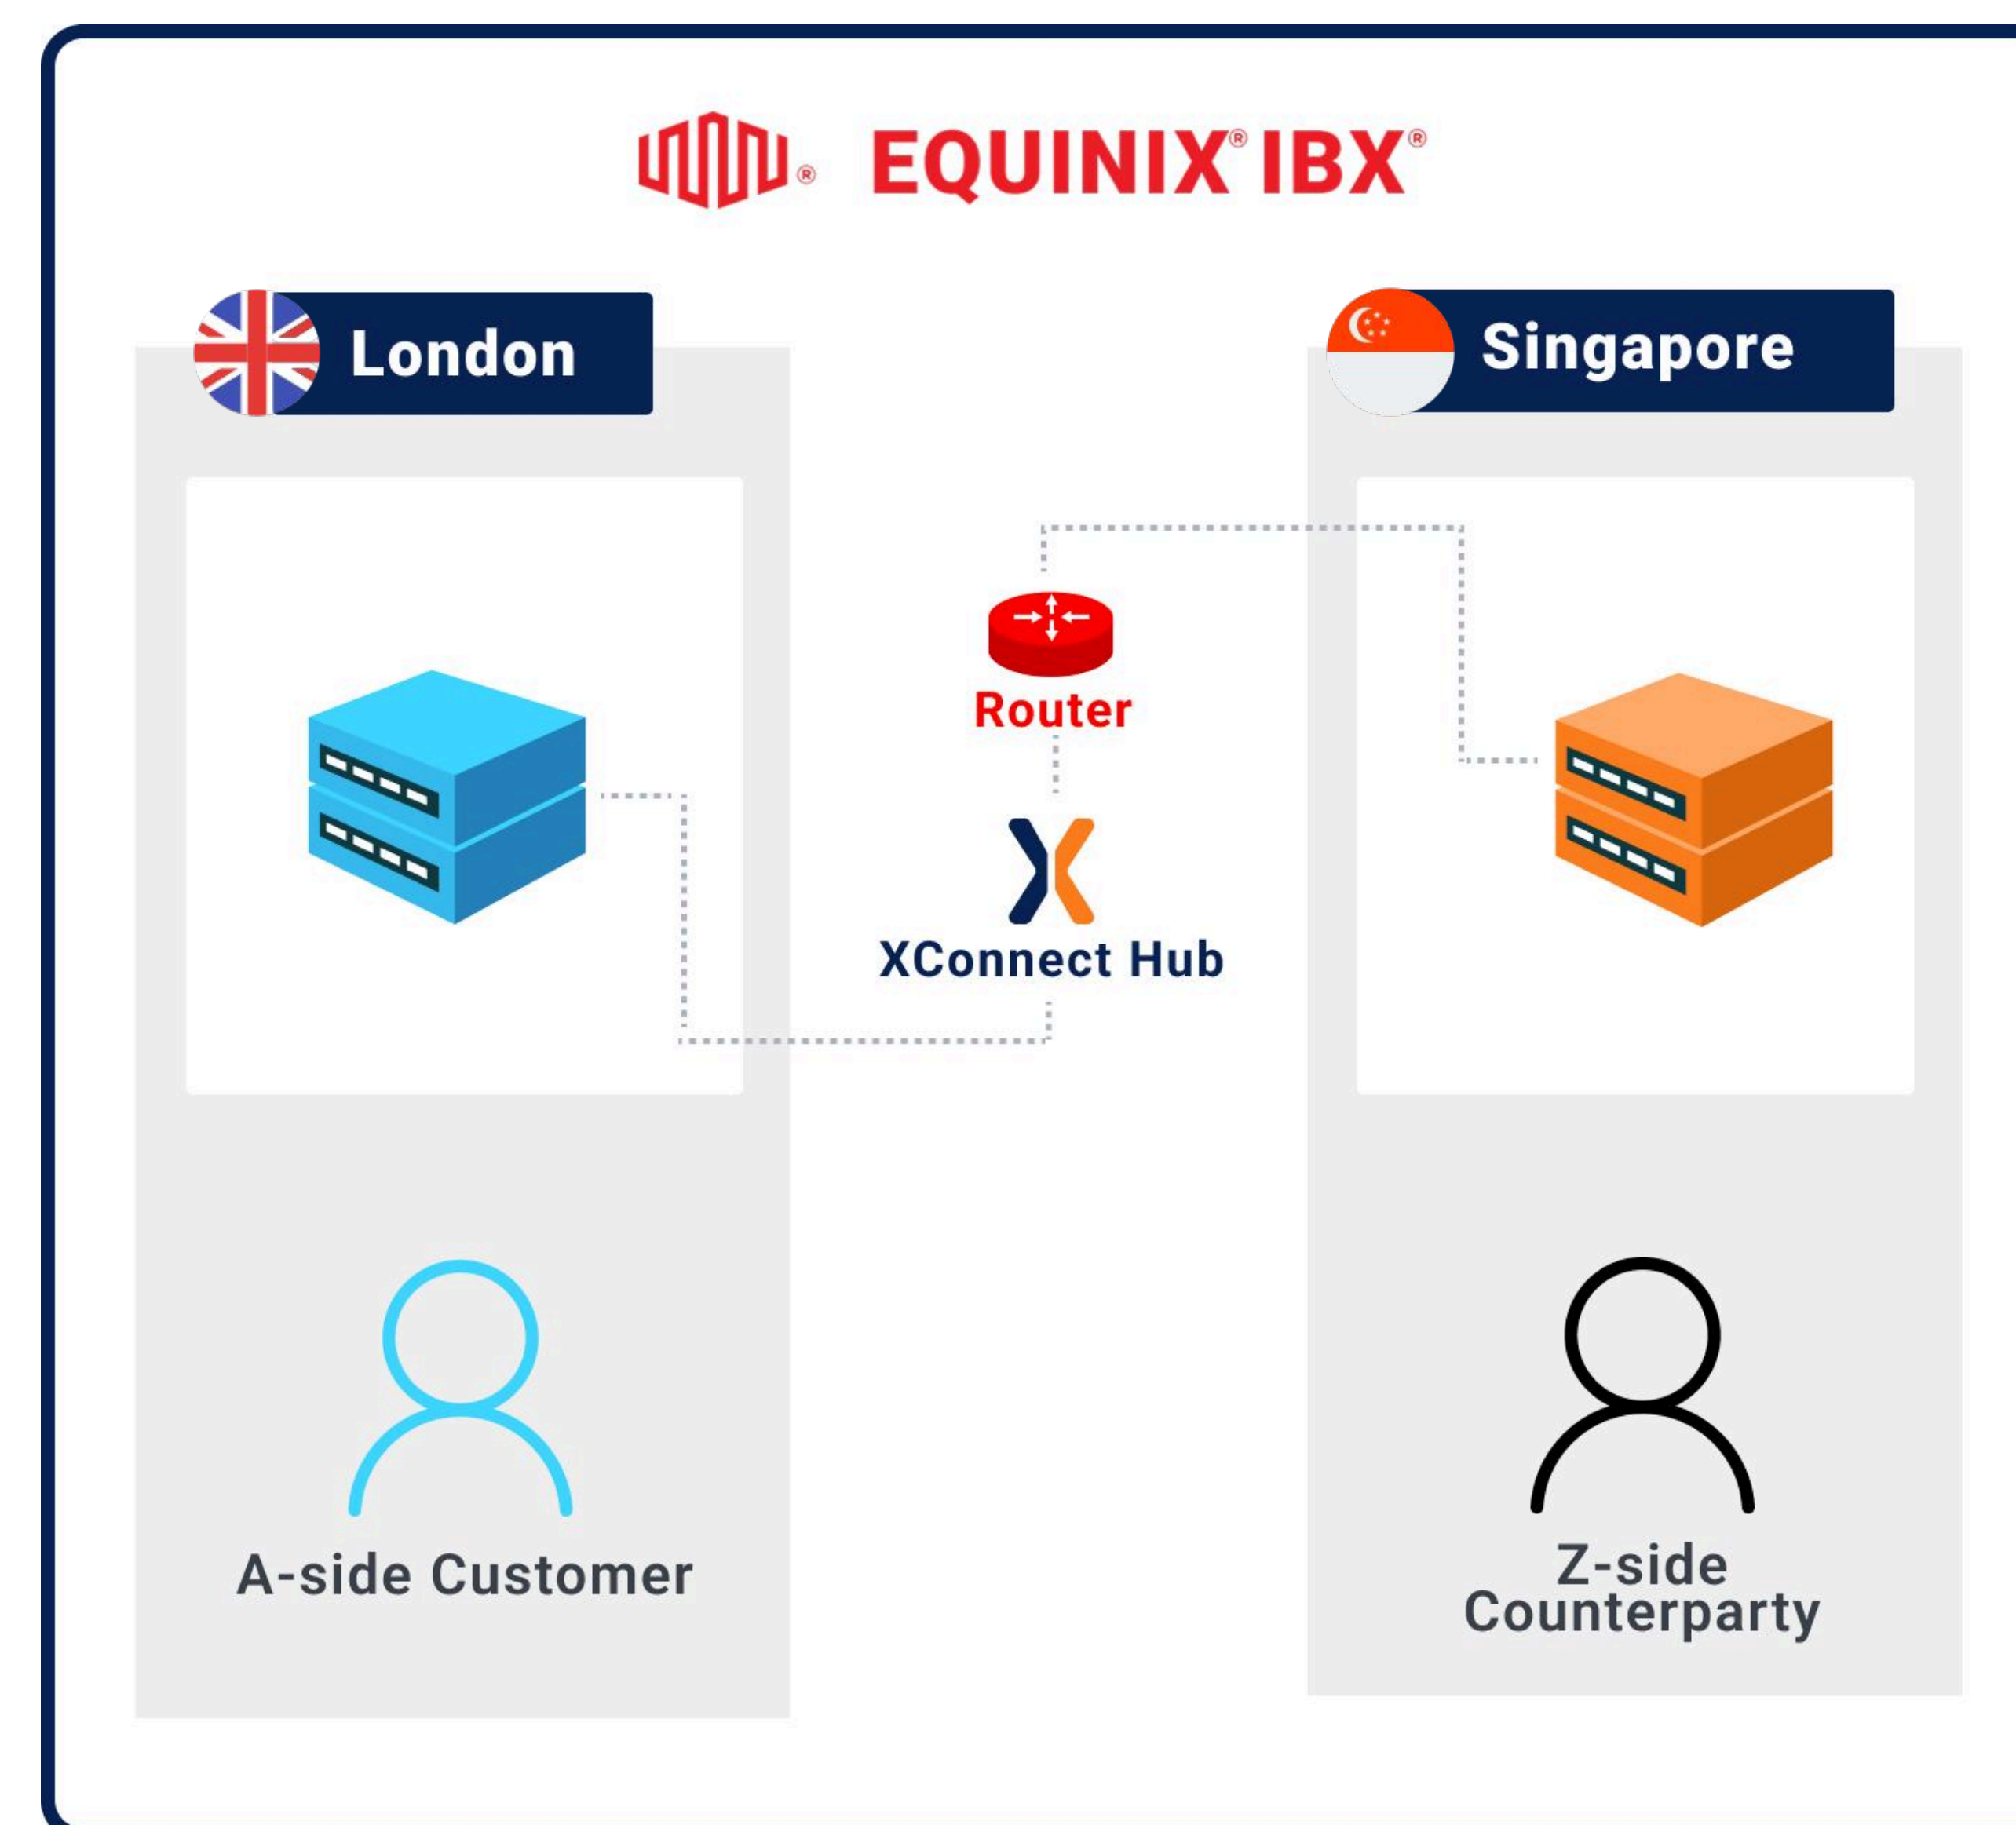 EQUINIX® IBX®
London
Singapore
Router
XConnect Hub
A-side Customer
Z-side
Counterparty